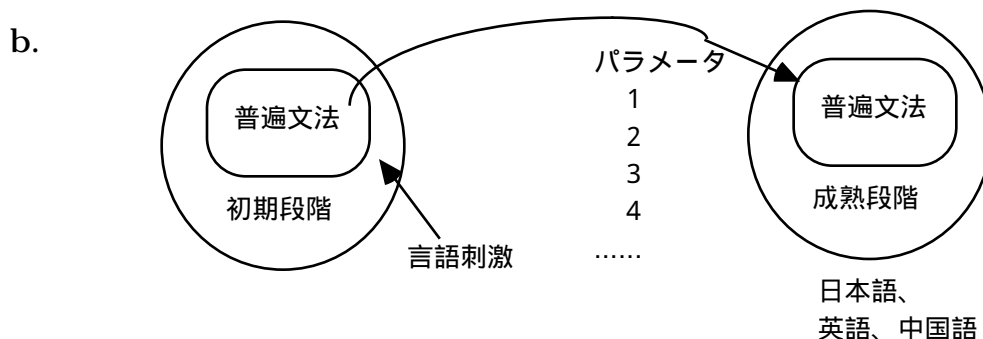 b.
普遍文法
初期段階
言語刺激
パラメータ
1
2
3
4
……
普遍文法
成熟段階
日本語、
英語、中国語